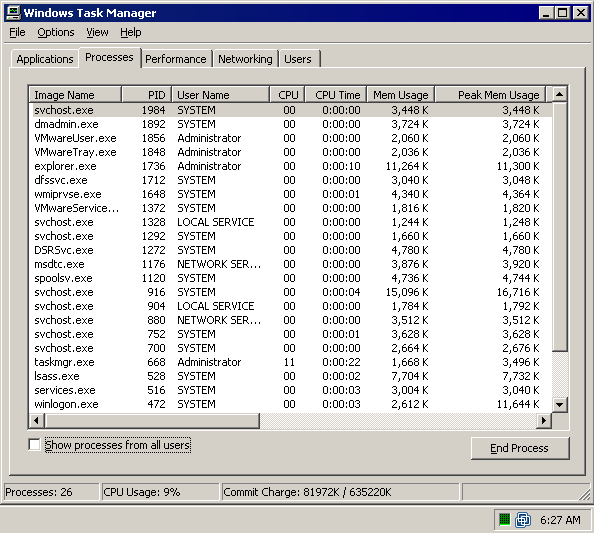 Windows Task Manager
File Options View Help
Applications Processes Performance Networking Users
Image Name PID User Name CPU CPU Time Mem Usage Peak Mem Usage
svchost.exe 1984 SYSTEM 00 0:00:00 3,448 K 3,448 K
dmadmin.exe 1892 SYSTEM 00 0:00:00 3,724 K 3,724 K
VMwareUser.exe 1856 Administrator 00 0:00:00 2,060 K 2,060 K
VMwareTray.exe 1848 Administrator 00 0:00:00 2,036 K 2,036 K
explorer.exe 1736 Administrator 00 0:00:10 11,264 K 11,300 K
dfssvc.exe 1712 SYSTEM 00 0:00:00 3,040 K 3,048 K
wmiprvse.exe 1648 SYSTEM 00 0:00:01 4,340 K 4,364 K
VMwareService... 1372 SYSTEM 00 0:00:00 1,816 K 1,820 K
svchost.exe 1328 LOCAL SERVICE 00 0:00:00 1,244 K 1,248 K
svchost.exe 1292 SYSTEM 00 0:00:00 1,660 K 1,660 K
DSRSvc.exe 1272 SYSTEM 00 0:00:00 4,780 K 4,780 K
msdtc.exe 1176 NETWORK SER... 00 0:00:00 3,876 K 3,920 K
spoolsv.exe 1120 SYSTEM 00 0:00:00 4,736 K 4,744 K
svchost.exe 916 SYSTEM 00 0:00:04 15,096 K 16,716 K
svchost.exe 904 LOCAL SERVICE 00 0:00:00 1,784 K 1,792 K
svchost.exe 880 NETWORK SER... 00 0:00:00 3,512 K 3,512 K
svchost.exe 752 SYSTEM 00 0:00:01 3,628 K 3,628 K
svchost.exe 700 SYSTEM 00 0:00:00 2,664 K 2,676 K
taskmgr.exe 668 Administrator 11 0:00:22 1,668 K 3,496 K
lsass.exe 528 SYSTEM 00 0:00:02 7,704 K 7,732 K
services.exe 516 SYSTEM 00 0:00:03 3,004 K 3,040 K
winlogon.exe 472 SYSTEM 00 0:00:03 2,612 K 11,644 K
Show processes from all users
End Process
Processes: 26 CPU Usage: 9% Commit Charge: 81972K / 635220K
6:27 AM